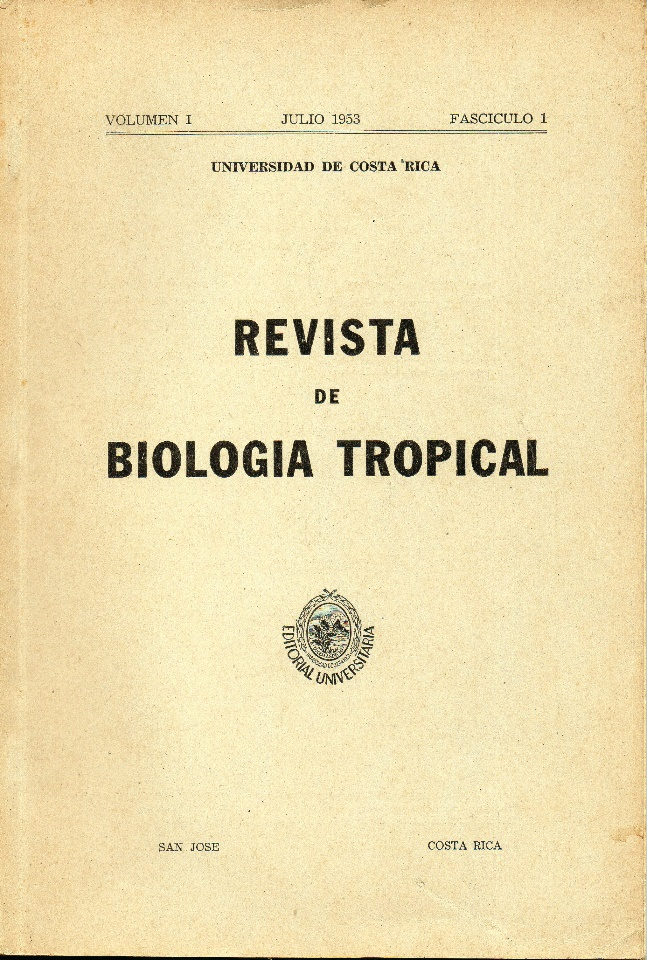 VOLUMEN I JULIO 1953 FASCICULO 1
UNIVERSIDAD DE COSTA RICA
REVISTA
DE
BIOLOGIA TROPICAL
EDITORIAL UNIVERSITARIA
SAN JOSE COSTA RICA